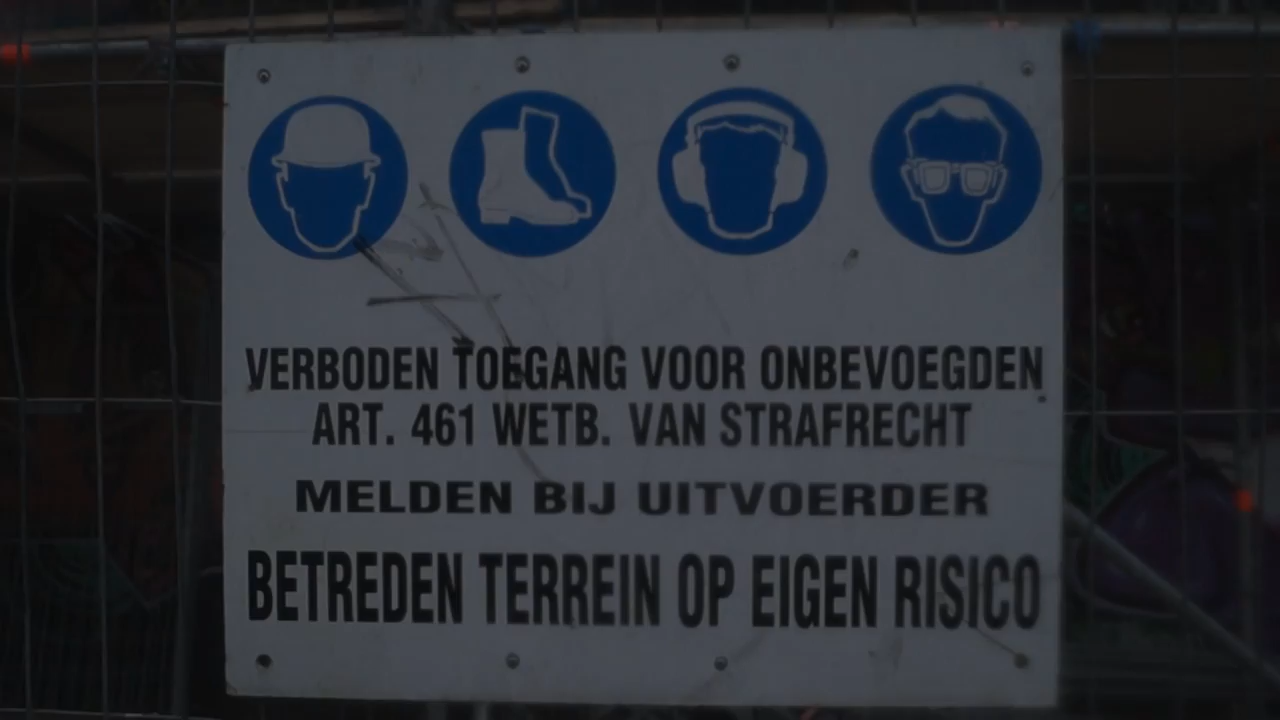 VERBODEN TOEGANG VOOR ONBEVOEGDEN
ART. 461 WETB. VAN STRAFRECHT
MELDEN BIJ UITVOERDER
BETREDEN TERREIN OP EIGEN RISICO